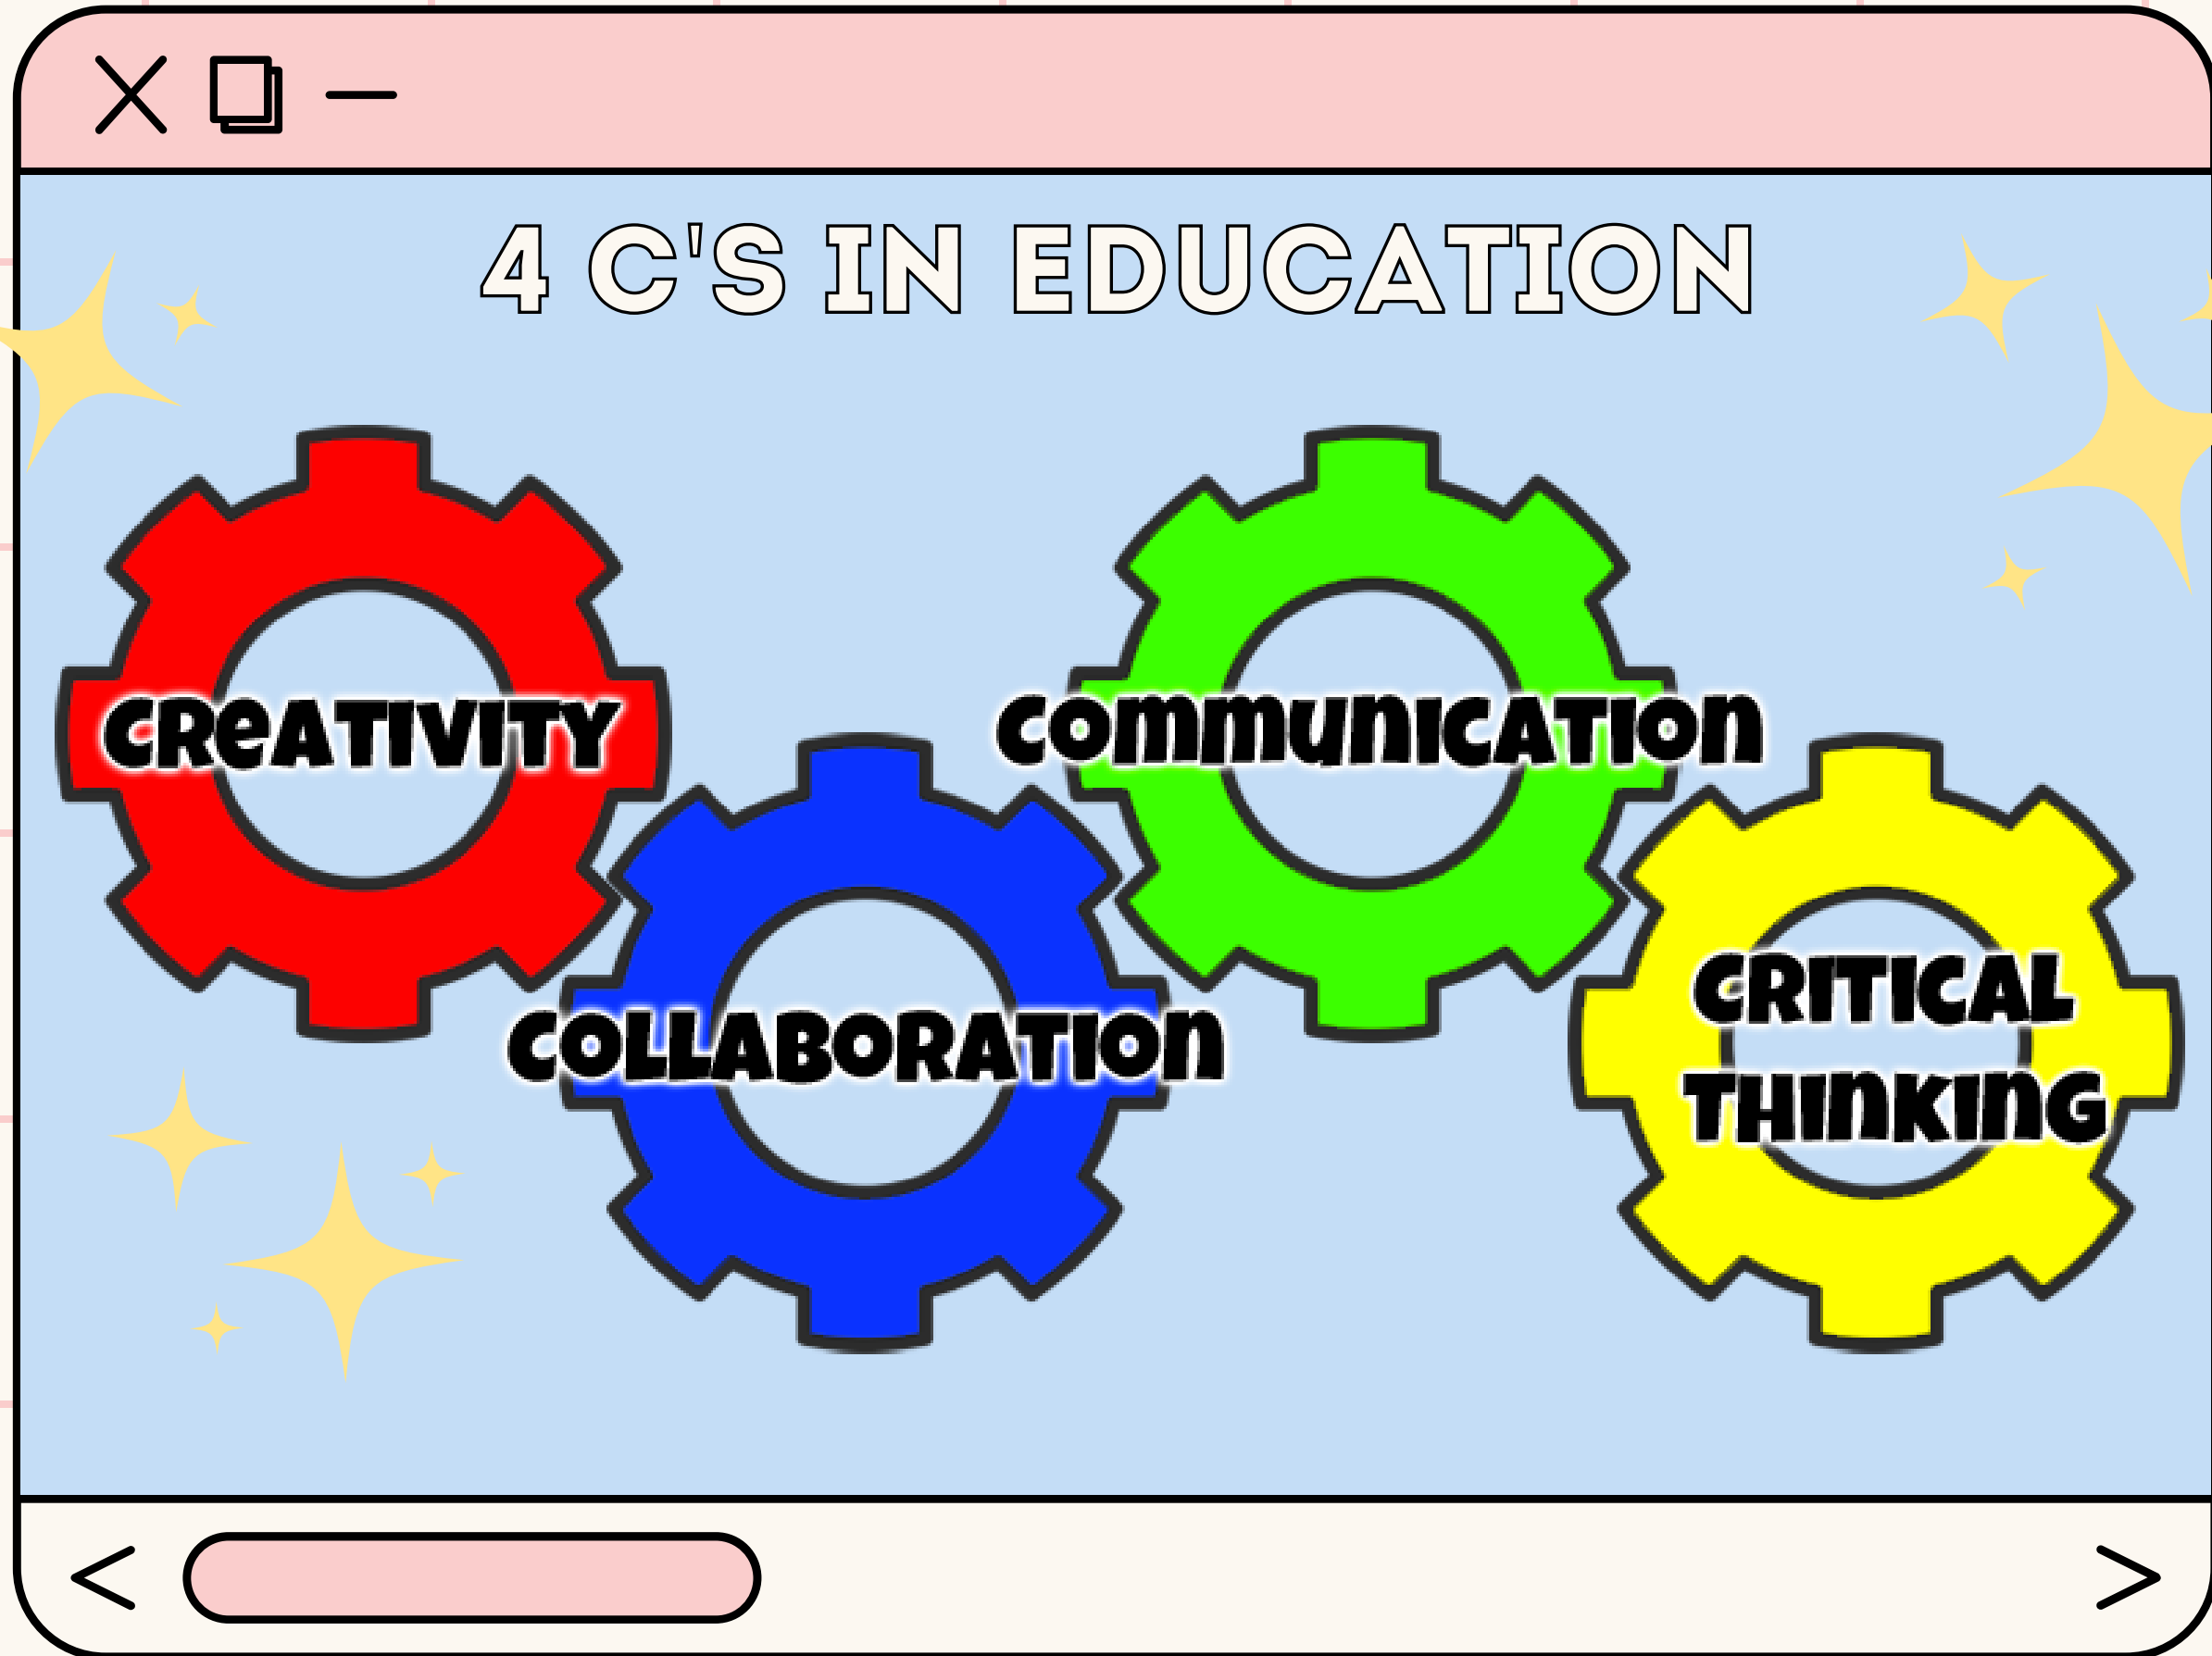 4 C'S IN EDUCATION
CReATIVITY
COMMUNICATION
COLLABORATION
CRITICAL
THINKING